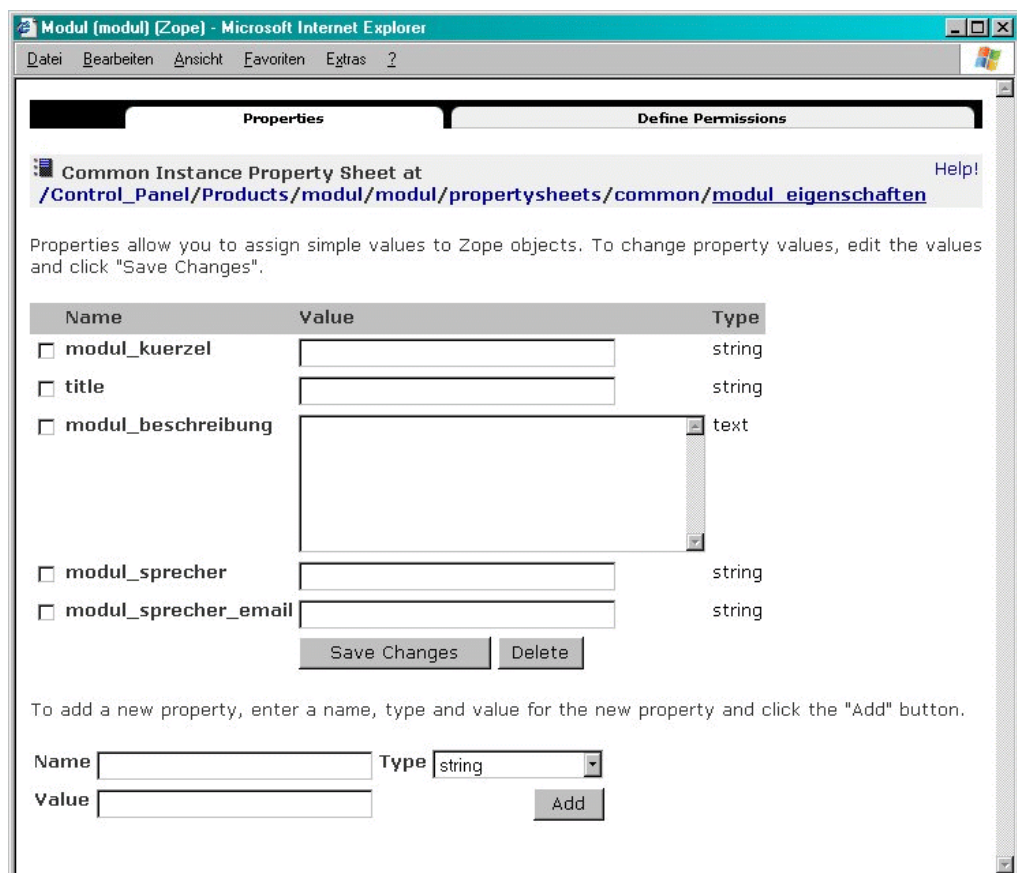 Modul (modul) (Zope) - Microsoft Internet Explorer
Datei Bearbeiten Ansicht Favoriten Extras ?
Properties Define Permissions
Common Instance Property Sheet at Help!
/Control_Panel/Products/modul/modul/propertysheets/common/modul_eigenschaften
Properties allow you to assign simple values to Zope objects. To change property values, edit the values
and click "Save Changes".
Name Value Type
modul_kuerzel string
title string
modul_beschreibung text
modul_sprecher string
modul_sprecher_email string
Save Changes Delete
To add a new property, enter a name, type and value for the new property and click the "Add" button.
Name Type string
Value Add